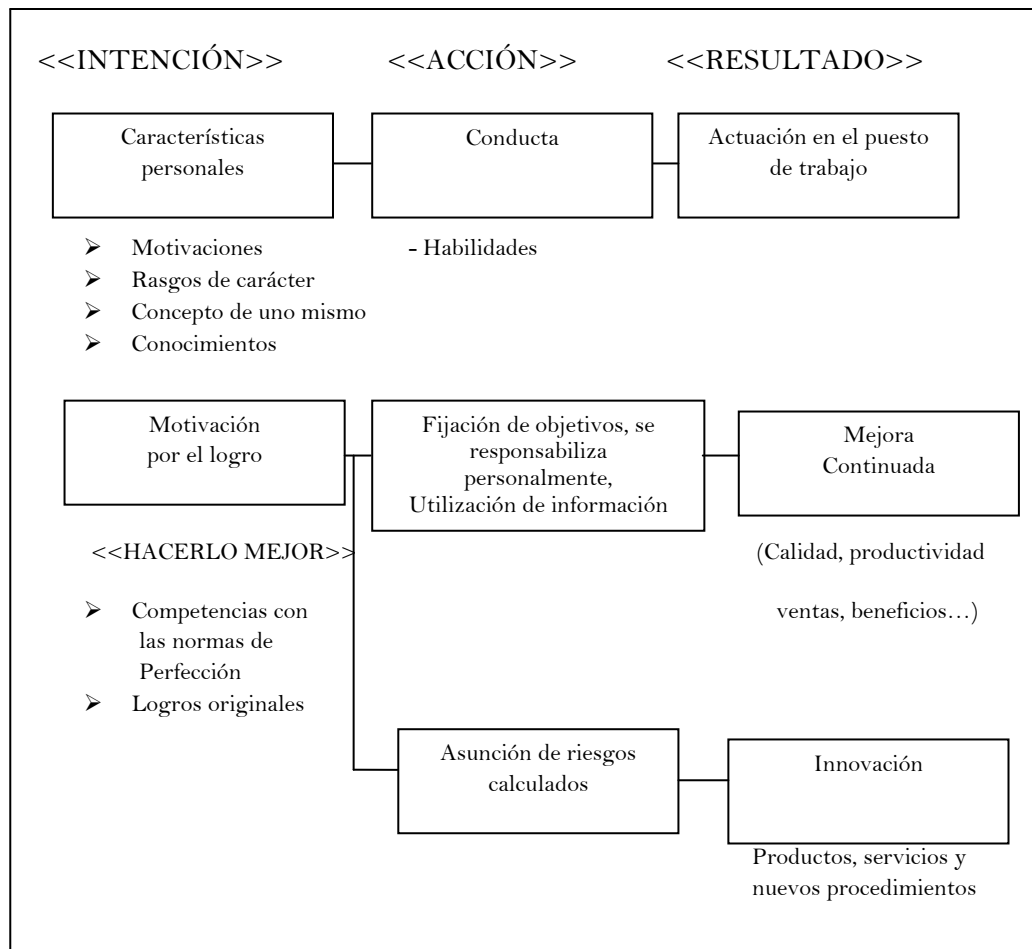 <<INTENCIÓN>> <<ACCIÓN>> <<RESULTADO>>
Características
personales
Conducta
Actuación en el puesto
de trabajo
➢ Motivaciones
➢ Rasgos de carácter
➢ Concepto de uno mismo
➢ Conocimientos
- Habilidades
Motivación
por el logro
Fijación de objetivos, se
responsabiliza
personalmente,
Utilización de información
Mejora
Continuada
<<HACERLO MEJOR>>
➢ Competencias con
las normas de
Perfección
➢ Logros originales
(Calidad, productividad
ventas, beneficios…)
Asunción de riesgos
calculados
Innovación
Productos, servicios y
nuevos procedimientos